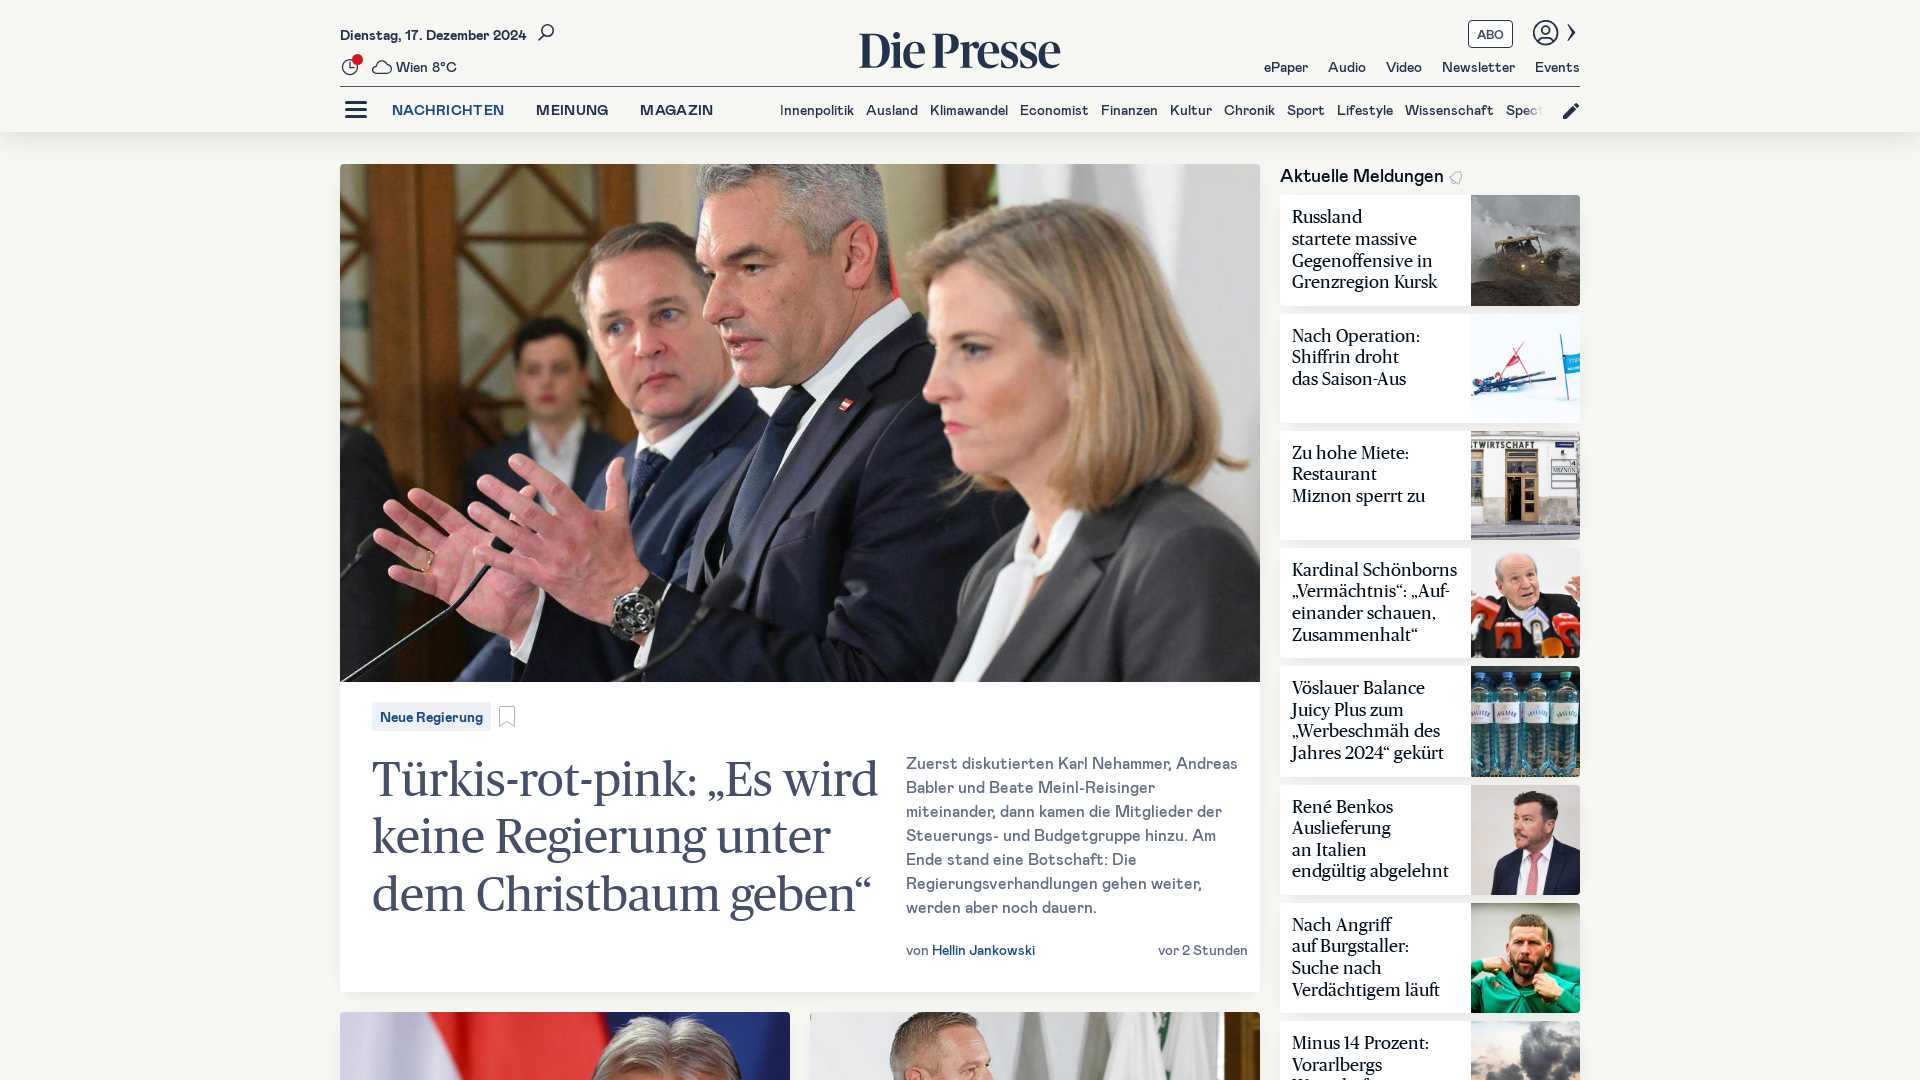 Dienstag, 17. Dezember 2024
Wien 8°C
Die Presse
ABO
ePaper Audio Video Newsletter Events
NACHRICHTEN MEINUNG MAGAZIN
Innenpolitik Ausland Klimawandel Economist Finanzen Kultur Chronik Sport Lifestyle Wissenschaft Spect
Neue Regierung
Türkis-rot-pink: „Es wird
keine Regierung unter
dem Christbaum geben“
Zuerst diskutierten Karl Nehammer, Andreas
Babler und Beate Meinl-Reisinger
miteinander, dann kamen die Mitglieder der
Steuerungs- und Budgetgruppe hinzu. Am
Ende stand eine Botschaft: Die
Regierungsverhandlungen gehen weiter,
werden aber noch dauern.
von Hellin Jankowski
vor 2 Stunden
Aktuelle Meldungen
Russland
startete massive
Gegenoffensive in
Grenzregion Kursk
Nach Operation:
Shiffrin droht
das Saison-Aus
Zu hohe Miete:
Restaurant
Miznon sperrt zu
TWIRTSCHAFT
MIZNON
Kardinal Schönborns
„Vermächtnis“: „Auf-
einander schauen,
Zusammenhalt“
Vöslauer Balance
Juicy Plus zum
„Werbeschmäh des
Jahres 2024“ gekürt
René Benkos
Auslieferung
an Italien
endgültig abgelehnt
Nach Angriff
auf Burgstaller:
Suche nach
Verdächtigem läuft
Minus 14 Prozent:
Vorarlbergs